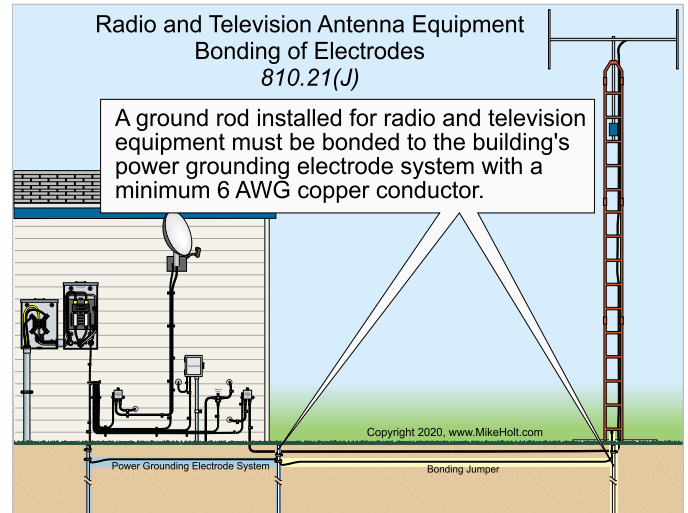 Radio and Television Antenna Equipment
Bonding of Electrodes
810.21(J)
A ground rod installed for radio and television
equipment must be bonded to the building's
power grounding electrode system with a
minimum 6 AWG copper conductor.
Copyright 2020, www.MikeHolt.com
Power Grounding Electrode System
Bonding Jumper